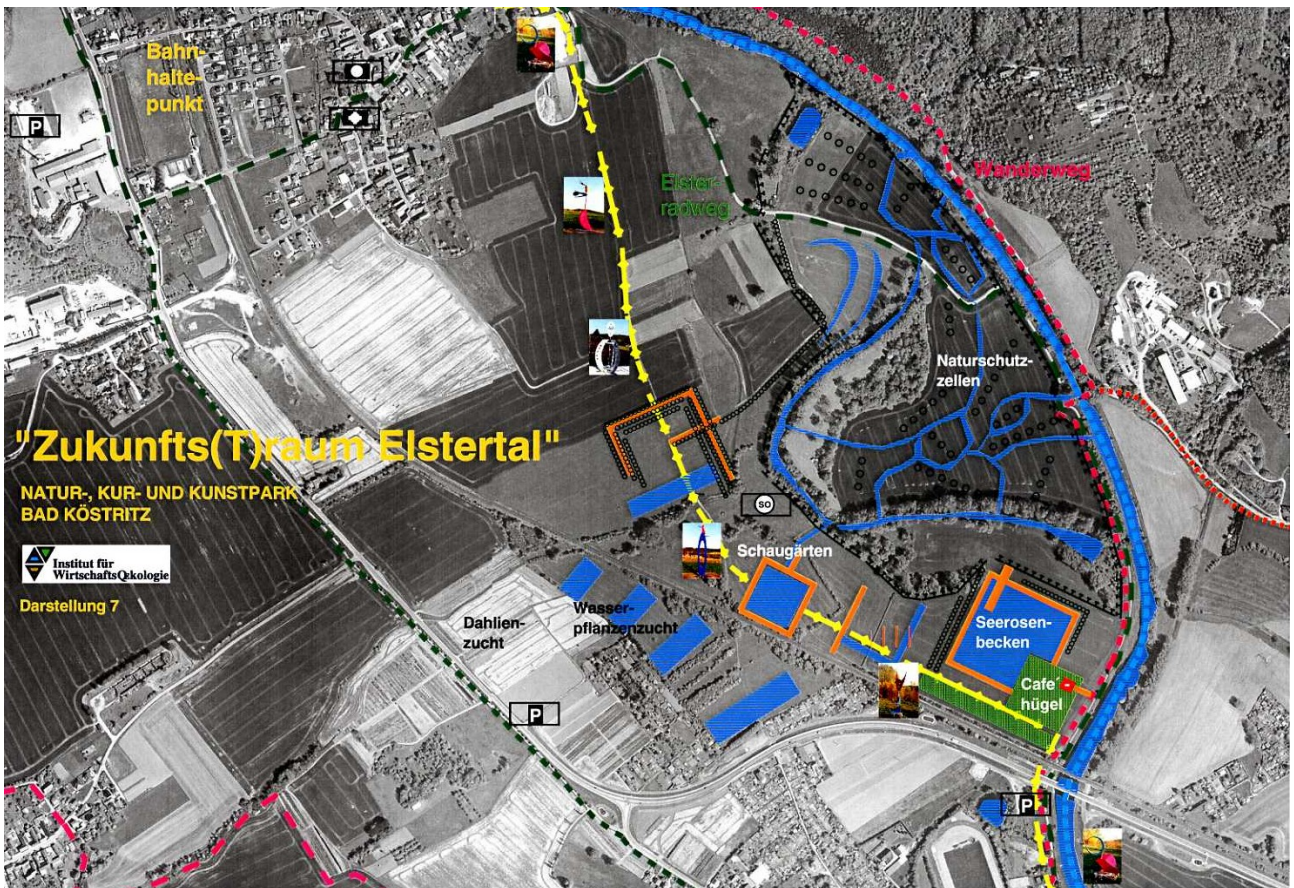 Bahn-
halte-
punkt
P
Elster-
radweg
Wanderweg
Naturschutz-
zellen
"Zukunfts(T)raum Elstertal"
NATUR-, KUR- UND KUNSTPARK
BAD KÖSTRITZ
Institut für
WirtschaftsOekologie
Darstellung 7
SO
Schaugärten
Dahlien-
zucht
Wasser-
pflanzenzucht
Seerosen-
becken
Cafe´
hügel
P
P